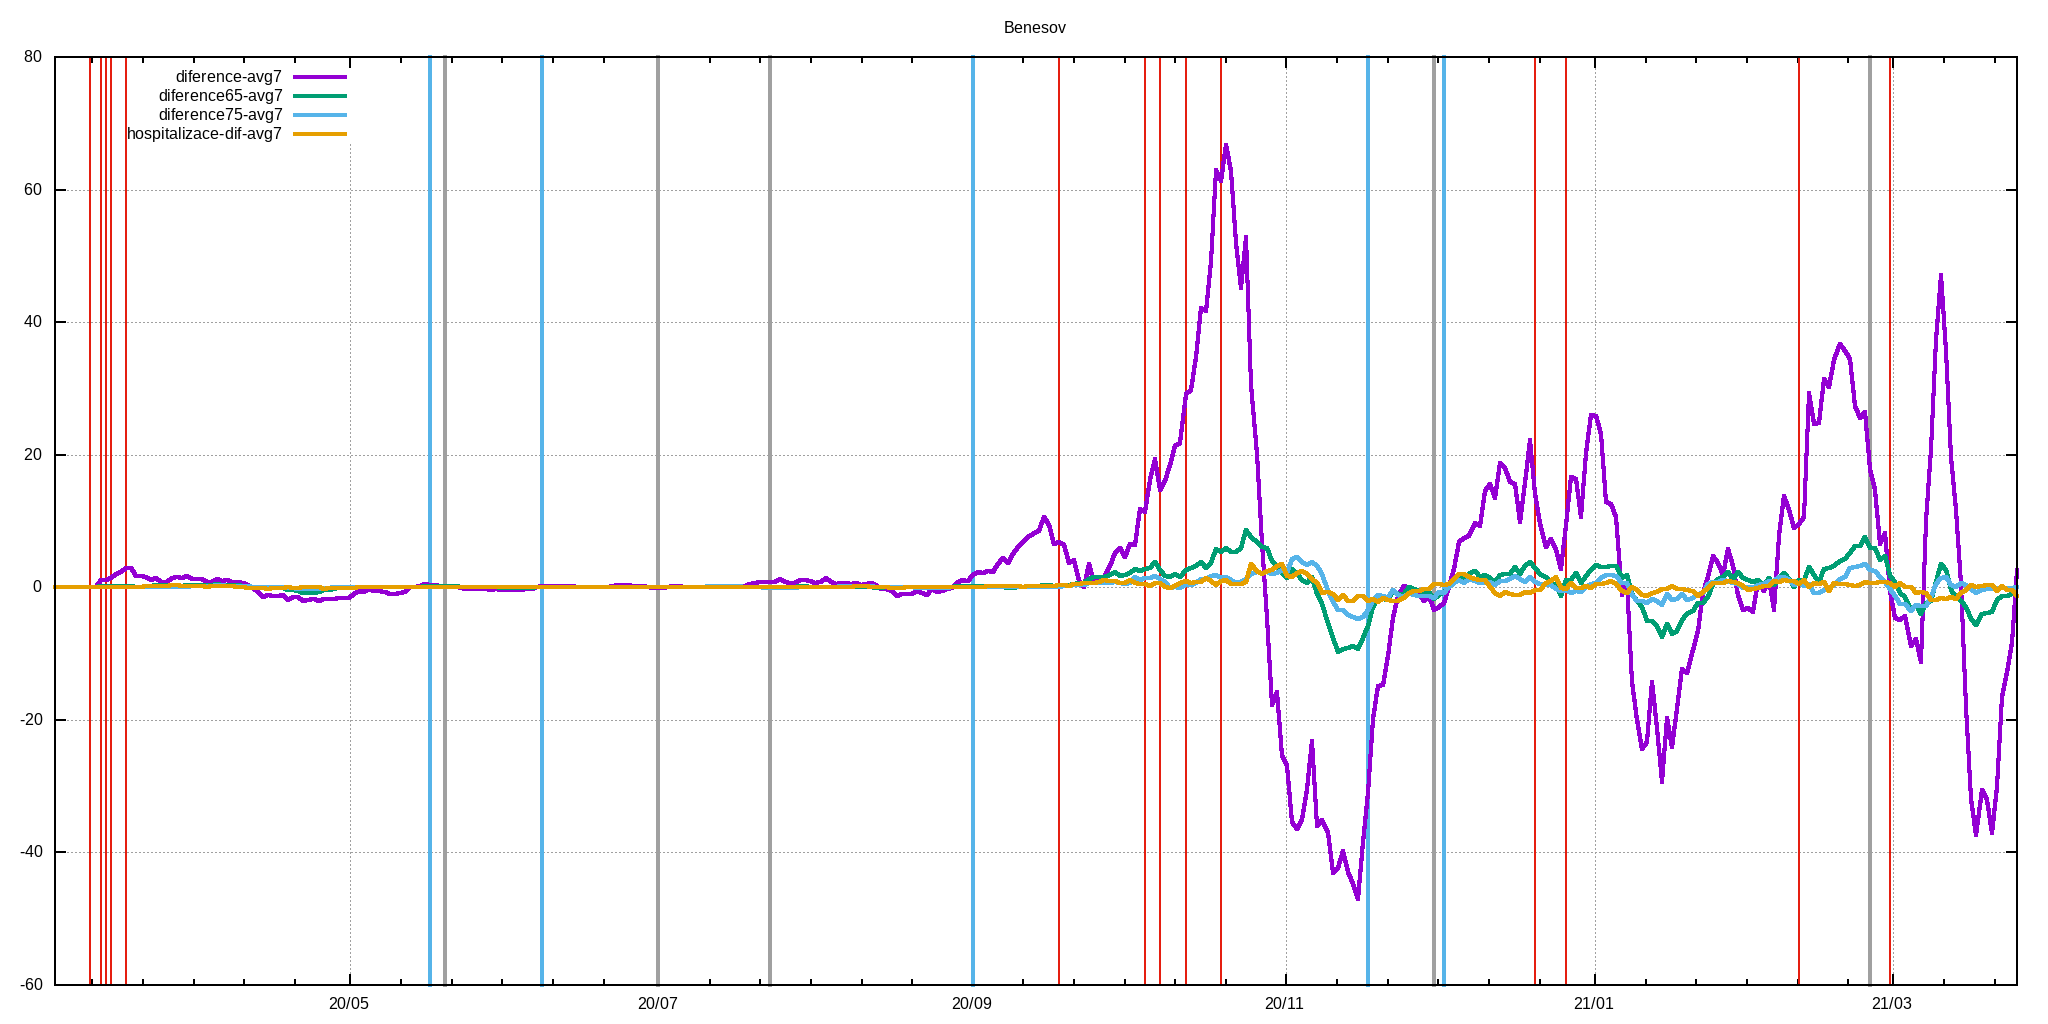 Benesov
diference-avg7
diference65-avg7
diference75-avg7
hospitalizace-dif-avg7
80
60
40
20
0
-20
-40
-60
20/05 20/07 20/09 20/11 21/01 21/03